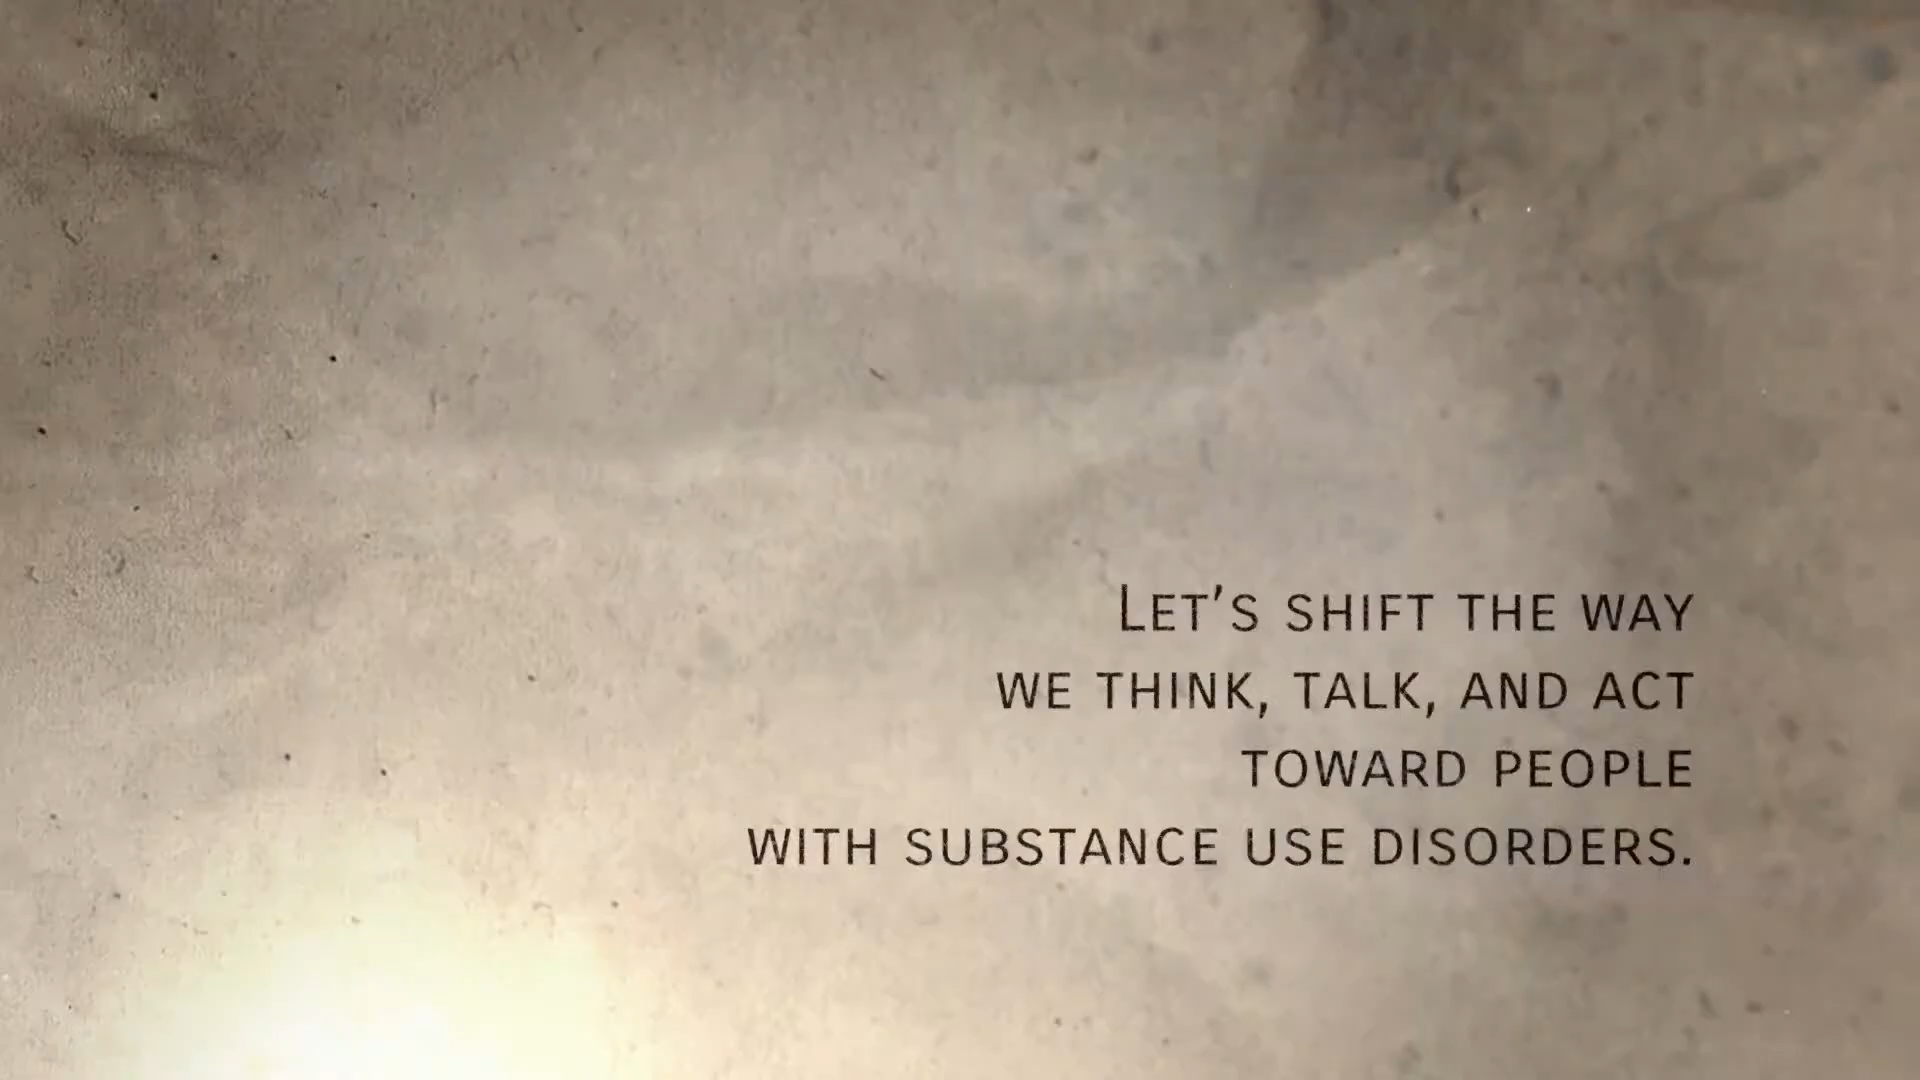 Let's shift the way
we think, talk, and act
toward people
with substance use disorders.